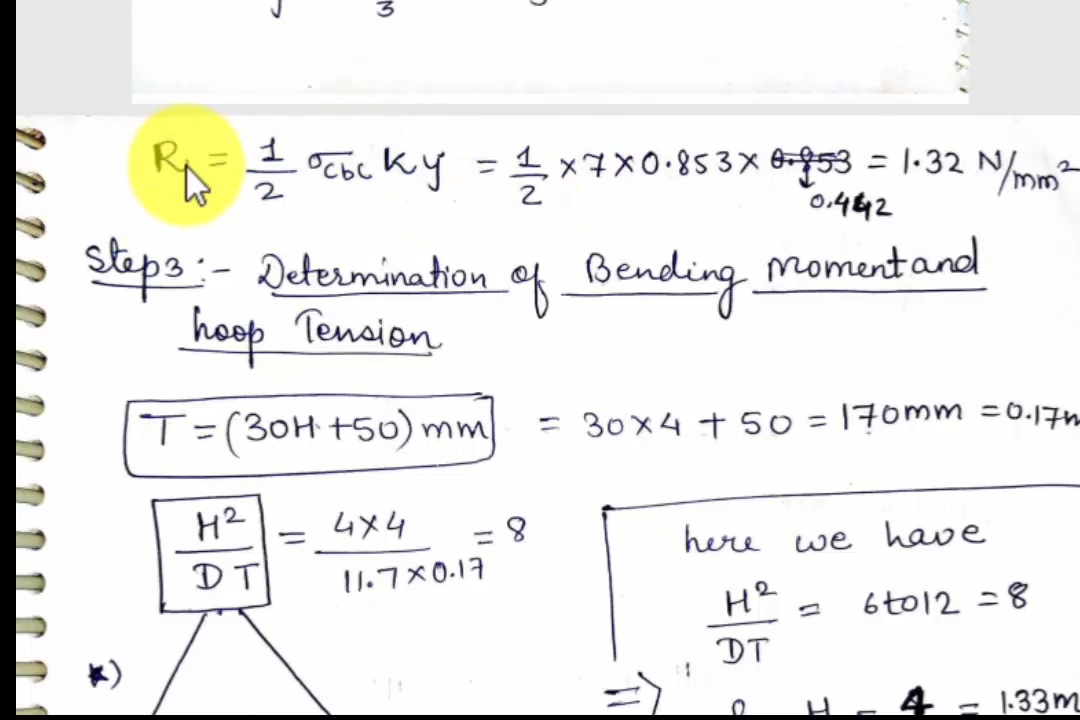 3
R₁ = 1/2 σcbc K y = 1/2 × 7 × 0.853 × 0.853 = 1.32 N/mm²
0.442
Step3 :- Determination of Bending Moment and
hoop Tension
T = (30H + 50) mm = 30×4 + 50 = 170mm = 0.17m
H²/DT = 4×4/11.7×0.17 = 8
here we have
H²/DT = 6 to 12 = 8
*)
=> H 4 = 1.33m